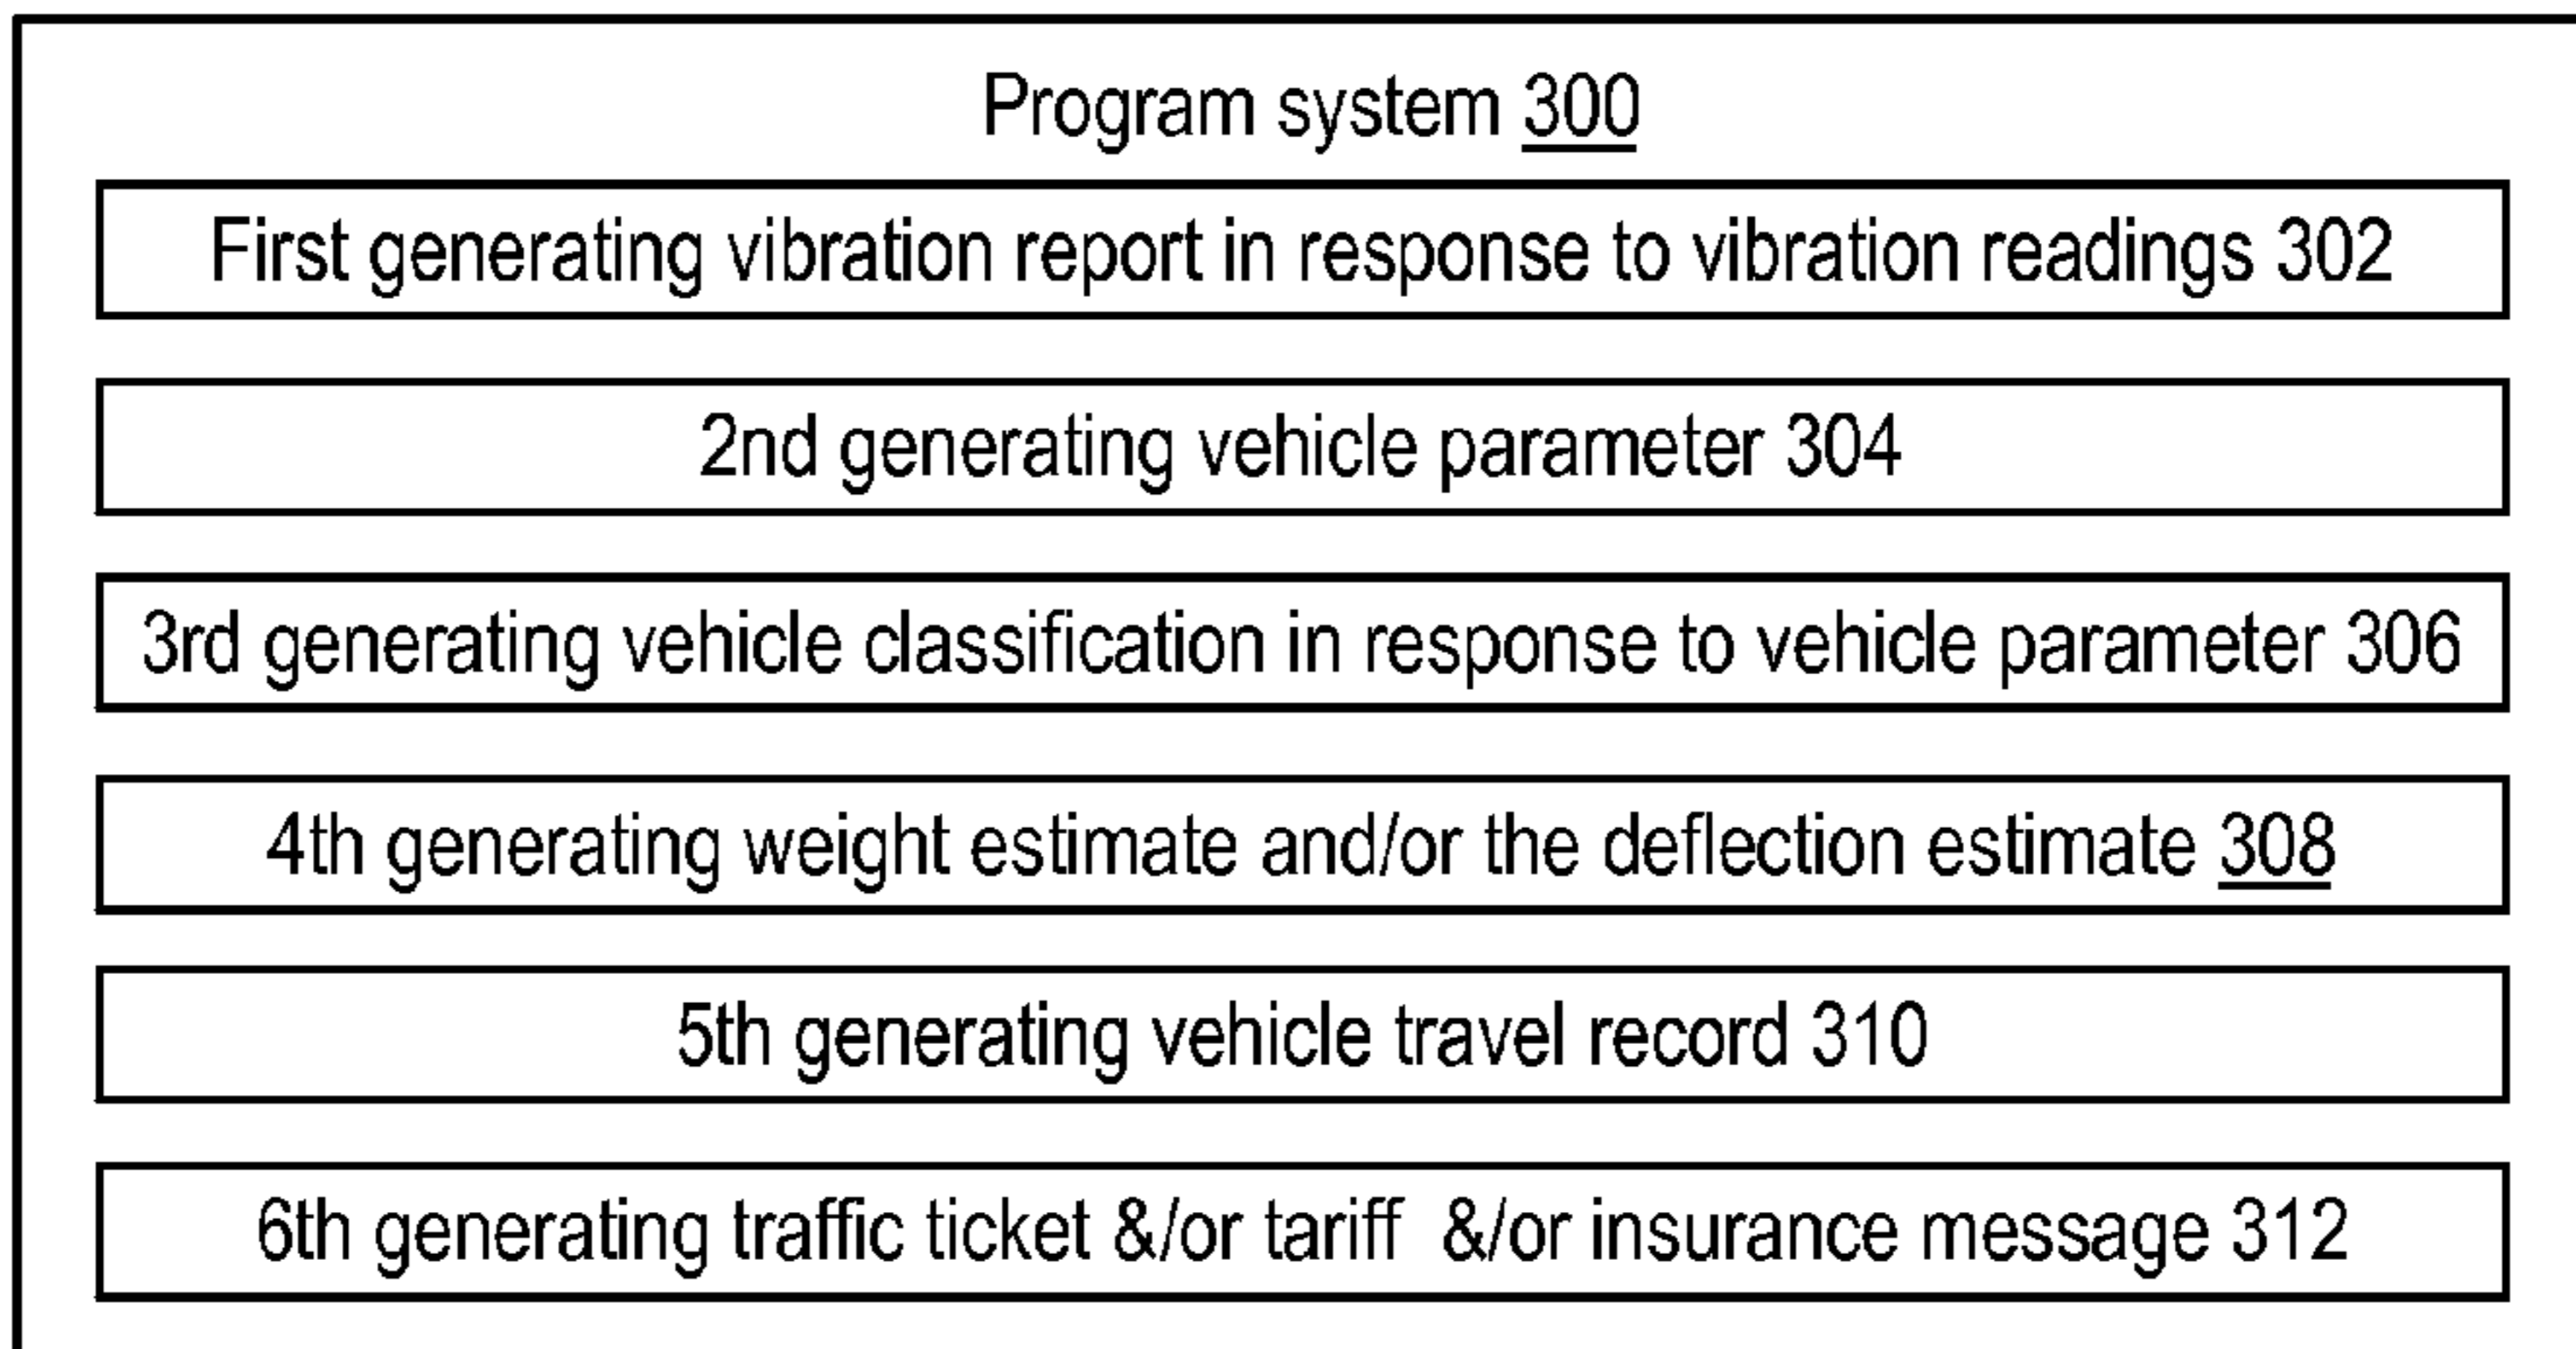 Program system 300
First generating vibration report in response to vibration readings 302
2nd generating vehicle parameter 304
3rd generating vehicle classification in response to vehicle parameter 306
4th generating weight estimate and/or the deflection estimate 308
5th generating vehicle travel record 310
6th generating traffic ticket &/or tariff &/or insurance message 312